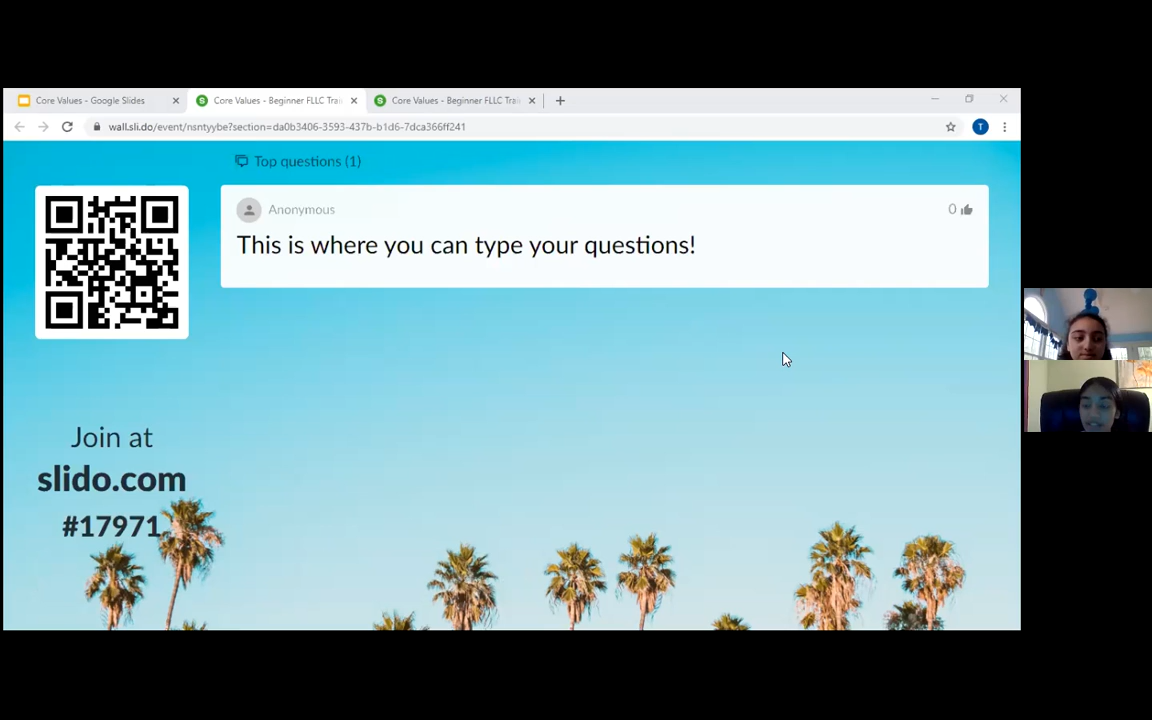 Core Values - Google Slides
Core Values - Beginner FLLC Trai
Core Values - Beginner FLLC Trai
wall.sli.do/event/nsntyybe?section=da0b3406-3593-437b-b1d6-7dca366ff241
T
Top questions (1)
Anonymous
0
This is where you can type your questions!
Join at
slido.com
#17971